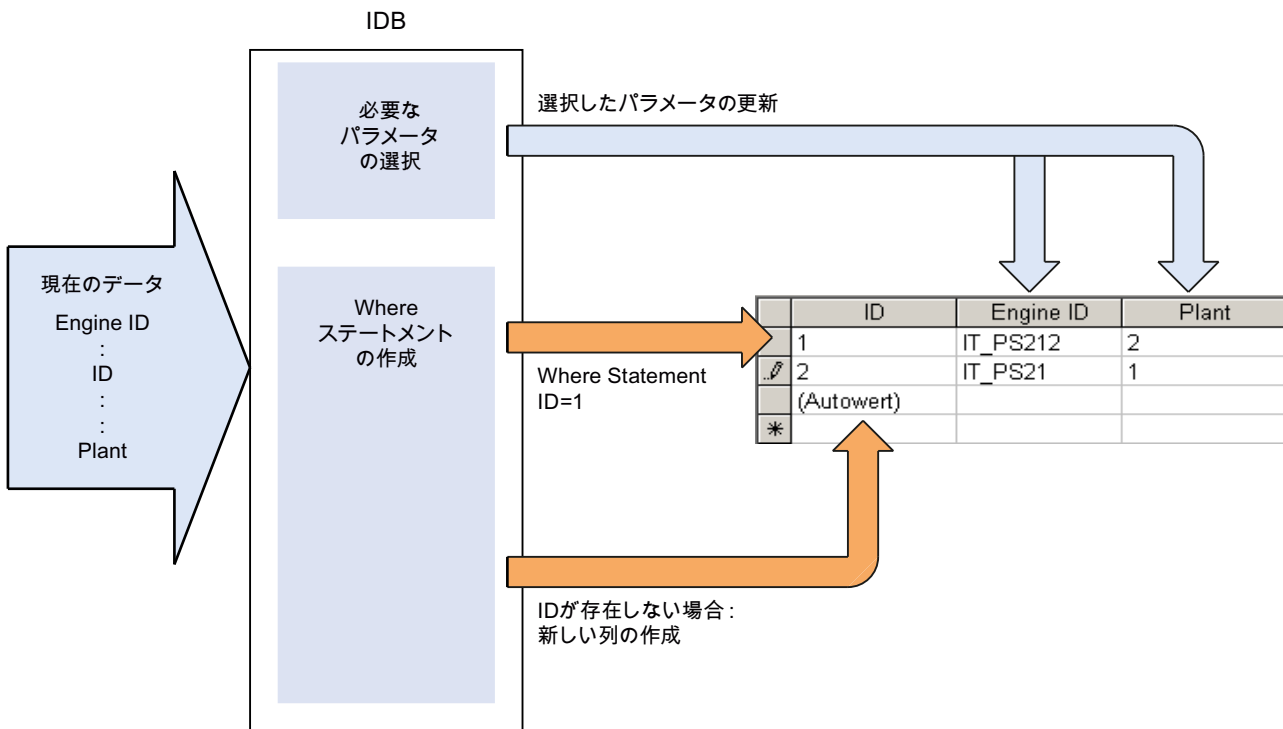 IDB
必要な
パラメータ
の選択
選択したパラメータの更新
現在のデータ
Engine ID
:
ID
:
:
Plant
Where
ステートメント
の作成
Where Statement
ID=1
ID Engine ID Plant
1 IT_PS212 2
2 IT_PS21 1
(Autowert)
IDが存在しない場合：
新しい列の作成